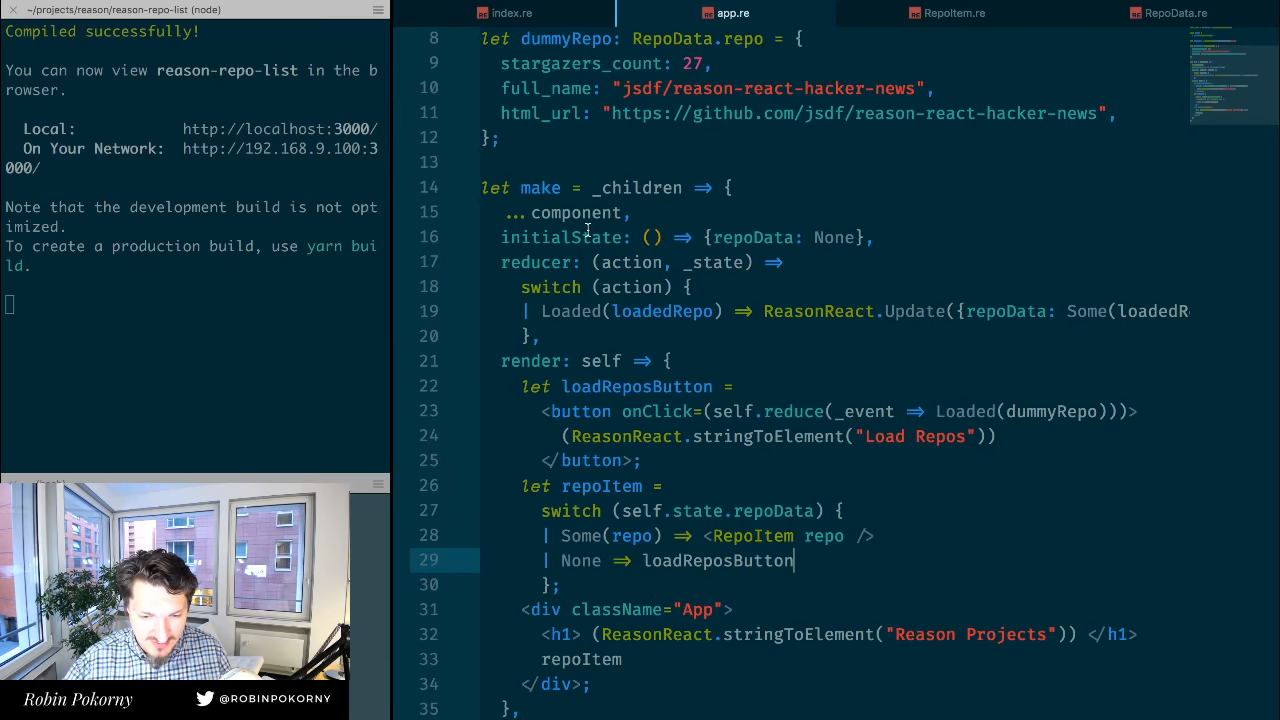 ~/projects/reason/reason-repo-list (node)
Compiled successfully!
You can now view reason-repo-list in the b
rowser.
Local: http://localhost:3000/
On Your Network: http://192.168.9.100:3
000/
Note that the development build is not opt
imized.
To create a production build, use yarn bui
ld.
Robin Pokorny
@ROBINPOKORNY
index.re
app.re
RepoItem.re
RepoData.re
8 let dummyRepo: RepoData.repo = {
9 stargazers_count: 27,
10 full_name: "jsdf/reason-react-hacker-news",
11 html_url: "https://github.com/jsdf/reason-react-hacker-news",
12 };
13
14 let make = _children => {
15 ...component,
16 initialState: () => {repoData: None},
17 reducer: (action, _state) =>
18 switch (action) {
19 | Loaded(loadedRepo) => ReasonReact.Update({repoData: Some(loadedR
20 },
21 render: self => {
22 let loadReposButton =
23 <button onClick=(self.reduce(_event => Loaded(dummyRepo)))>
24 (ReasonReact.stringToElement("Load Repos"))
25 </button>;
26 let repoItem =
27 switch (self.state.repoData) {
28 | Some(repo) => <RepoItem repo />
29 | None => loadReposButton
30 };
31 <div className="App">
32 <h1> (ReasonReact.stringToElement("Reason Projects")) </h1>
33 repoItem
34 </div>;
35 },